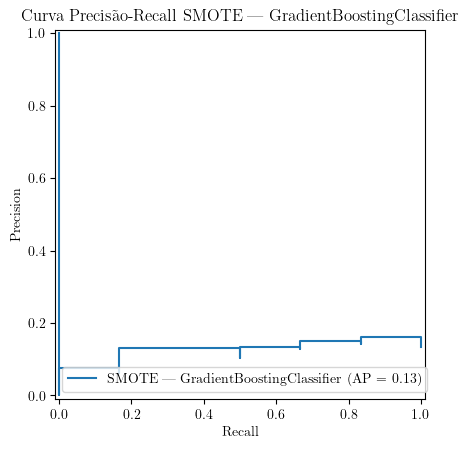 Curva Precisão-Recall SMOTE — GradientBoostingClassifier
1.0
0.8
0.6
0.4
0.2
0.0
Precision
SMOTE — GradientBoostingClassifier (AP = 0.13)
0.0 0.2 0.4 0.6 0.8 1.0
Recall